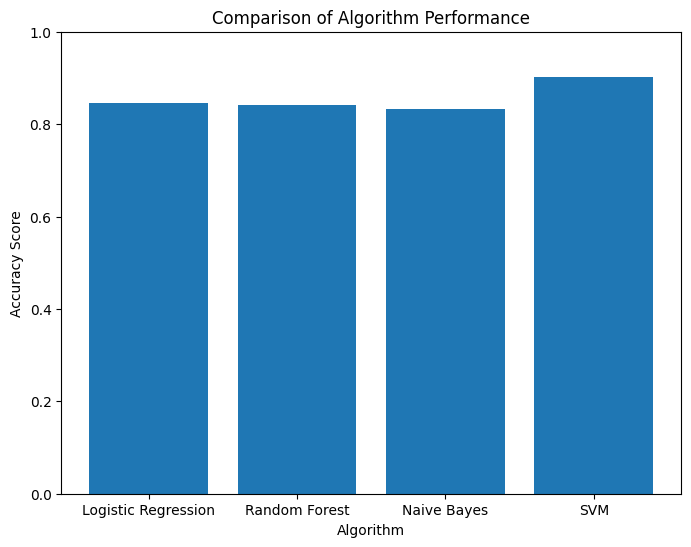 Comparison of Algorithm Performance
1.0
0.8
0.6
0.4
0.2
0.0
Accuracy Score
Logistic Regression Random Forest Naive Bayes SVM
Algorithm